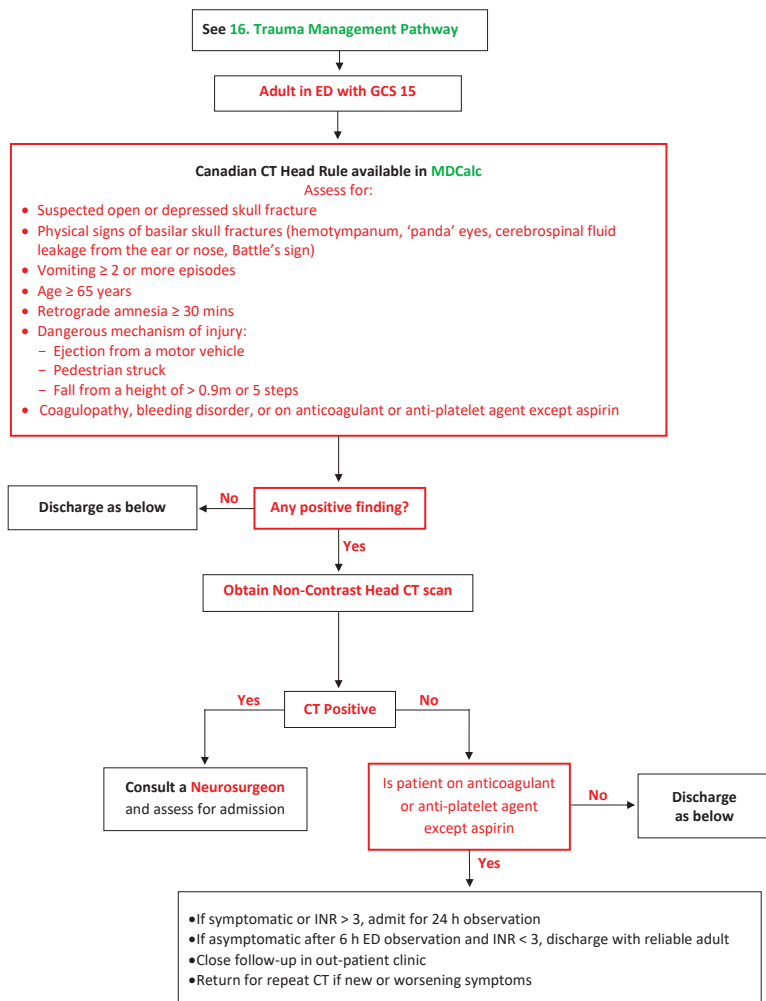 See 16. Trauma Management Pathway
Adult in ED with GCS 15
Canadian CT Head Rule available in MDCalc
Assess for:
• Suspected open or depressed skull fracture
• Physical signs of basilar skull fractures (hemotympanum, ‘panda’ eyes, cerebrospinal fluid
leakage from the ear or nose, Battle’s sign)
• Vomiting ≥ 2 or more episodes
• Age ≥ 65 years
• Retrograde amnesia ≥ 30 mins
• Dangerous mechanism of injury:
− Ejection from a motor vehicle
− Pedestrian struck
− Fall from a height of > 0.9m or 5 steps
• Coagulopathy, bleeding disorder, or on anticoagulant or anti-platelet agent except aspirin
Discharge as below
No
Any positive finding?
Yes
Obtain Non-Contrast Head CT scan
Yes
CT Positive
No
Consult a Neurosurgeon
and assess for admission
Is patient on anticoagulant
or anti-platelet agent
except aspirin
No
Discharge
as below
Yes
•If symptomatic or INR > 3, admit for 24 h observation
•If asymptomatic after 6 h ED observation and INR < 3, discharge with reliable adult
•Close follow-up in out-patient clinic
•Return for repeat CT if new or worsening symptoms